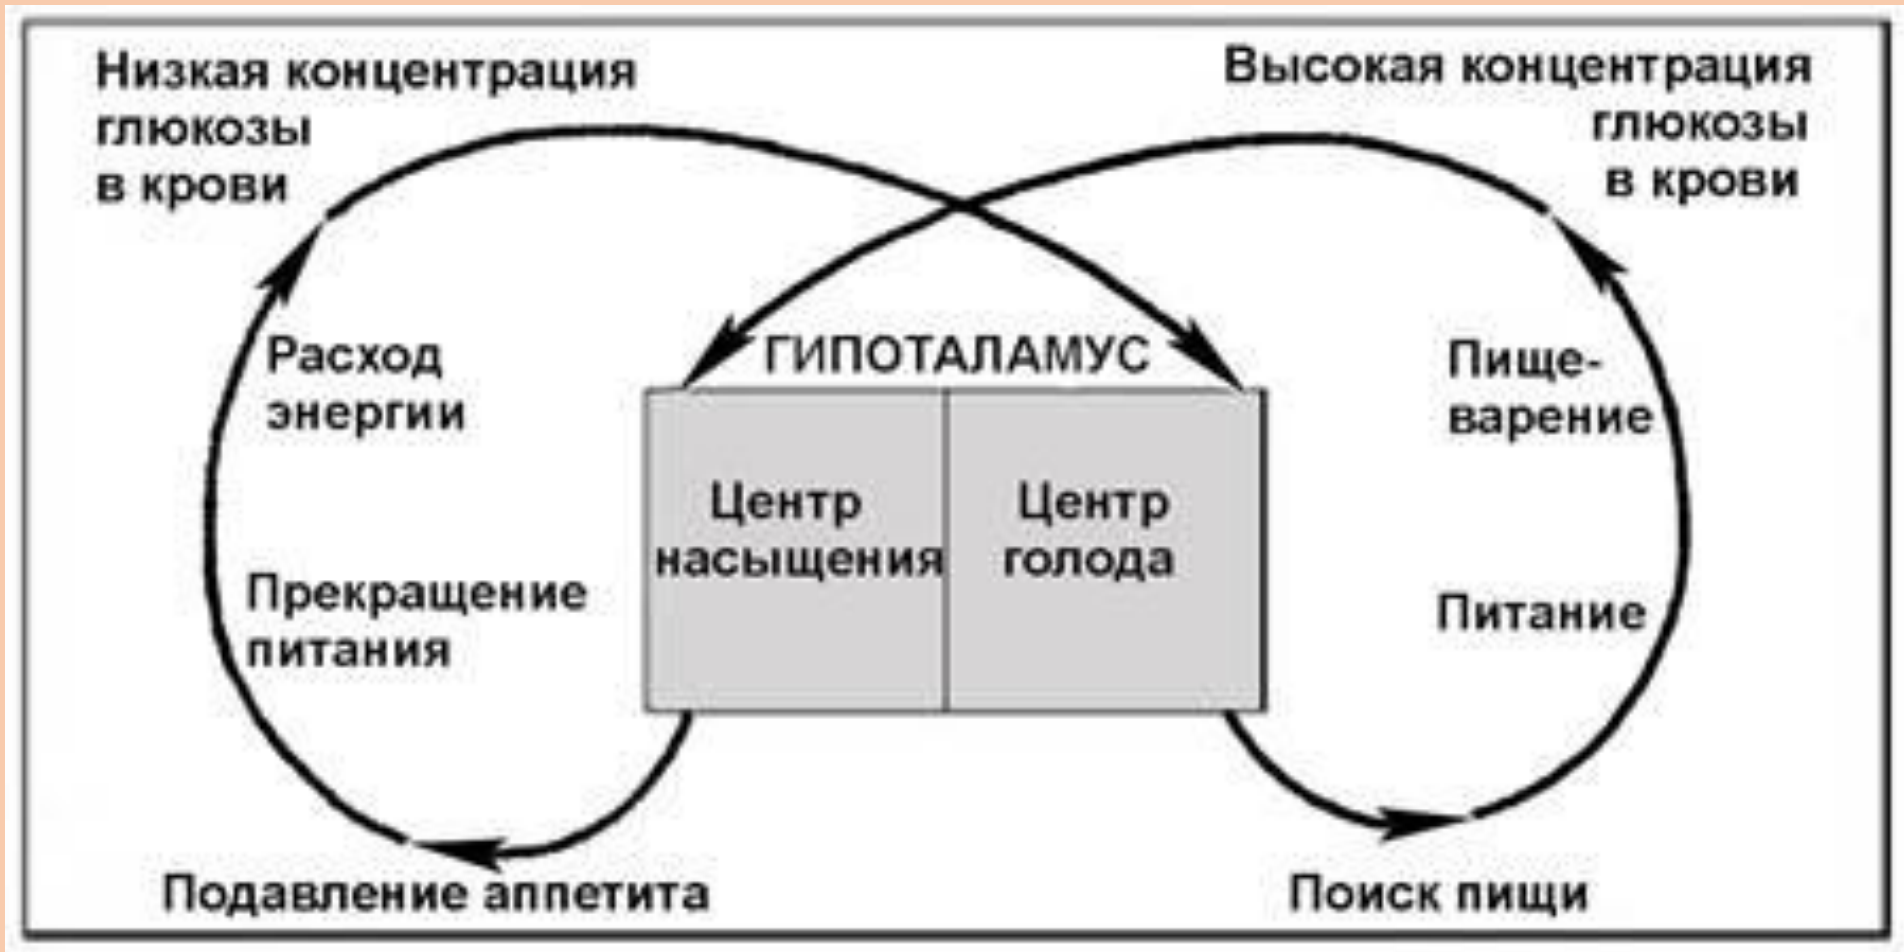 Низкая концентрация
глюкозы
в крови
Высокая концентрация
глюкозы
в крови
ГИПОТАЛАМУС
Расход
энергии
Пище-
варение
Центр
насыщения
Центр
голода
Прекращение
питания
Питание
Подавление аппетита
Поиск пищи